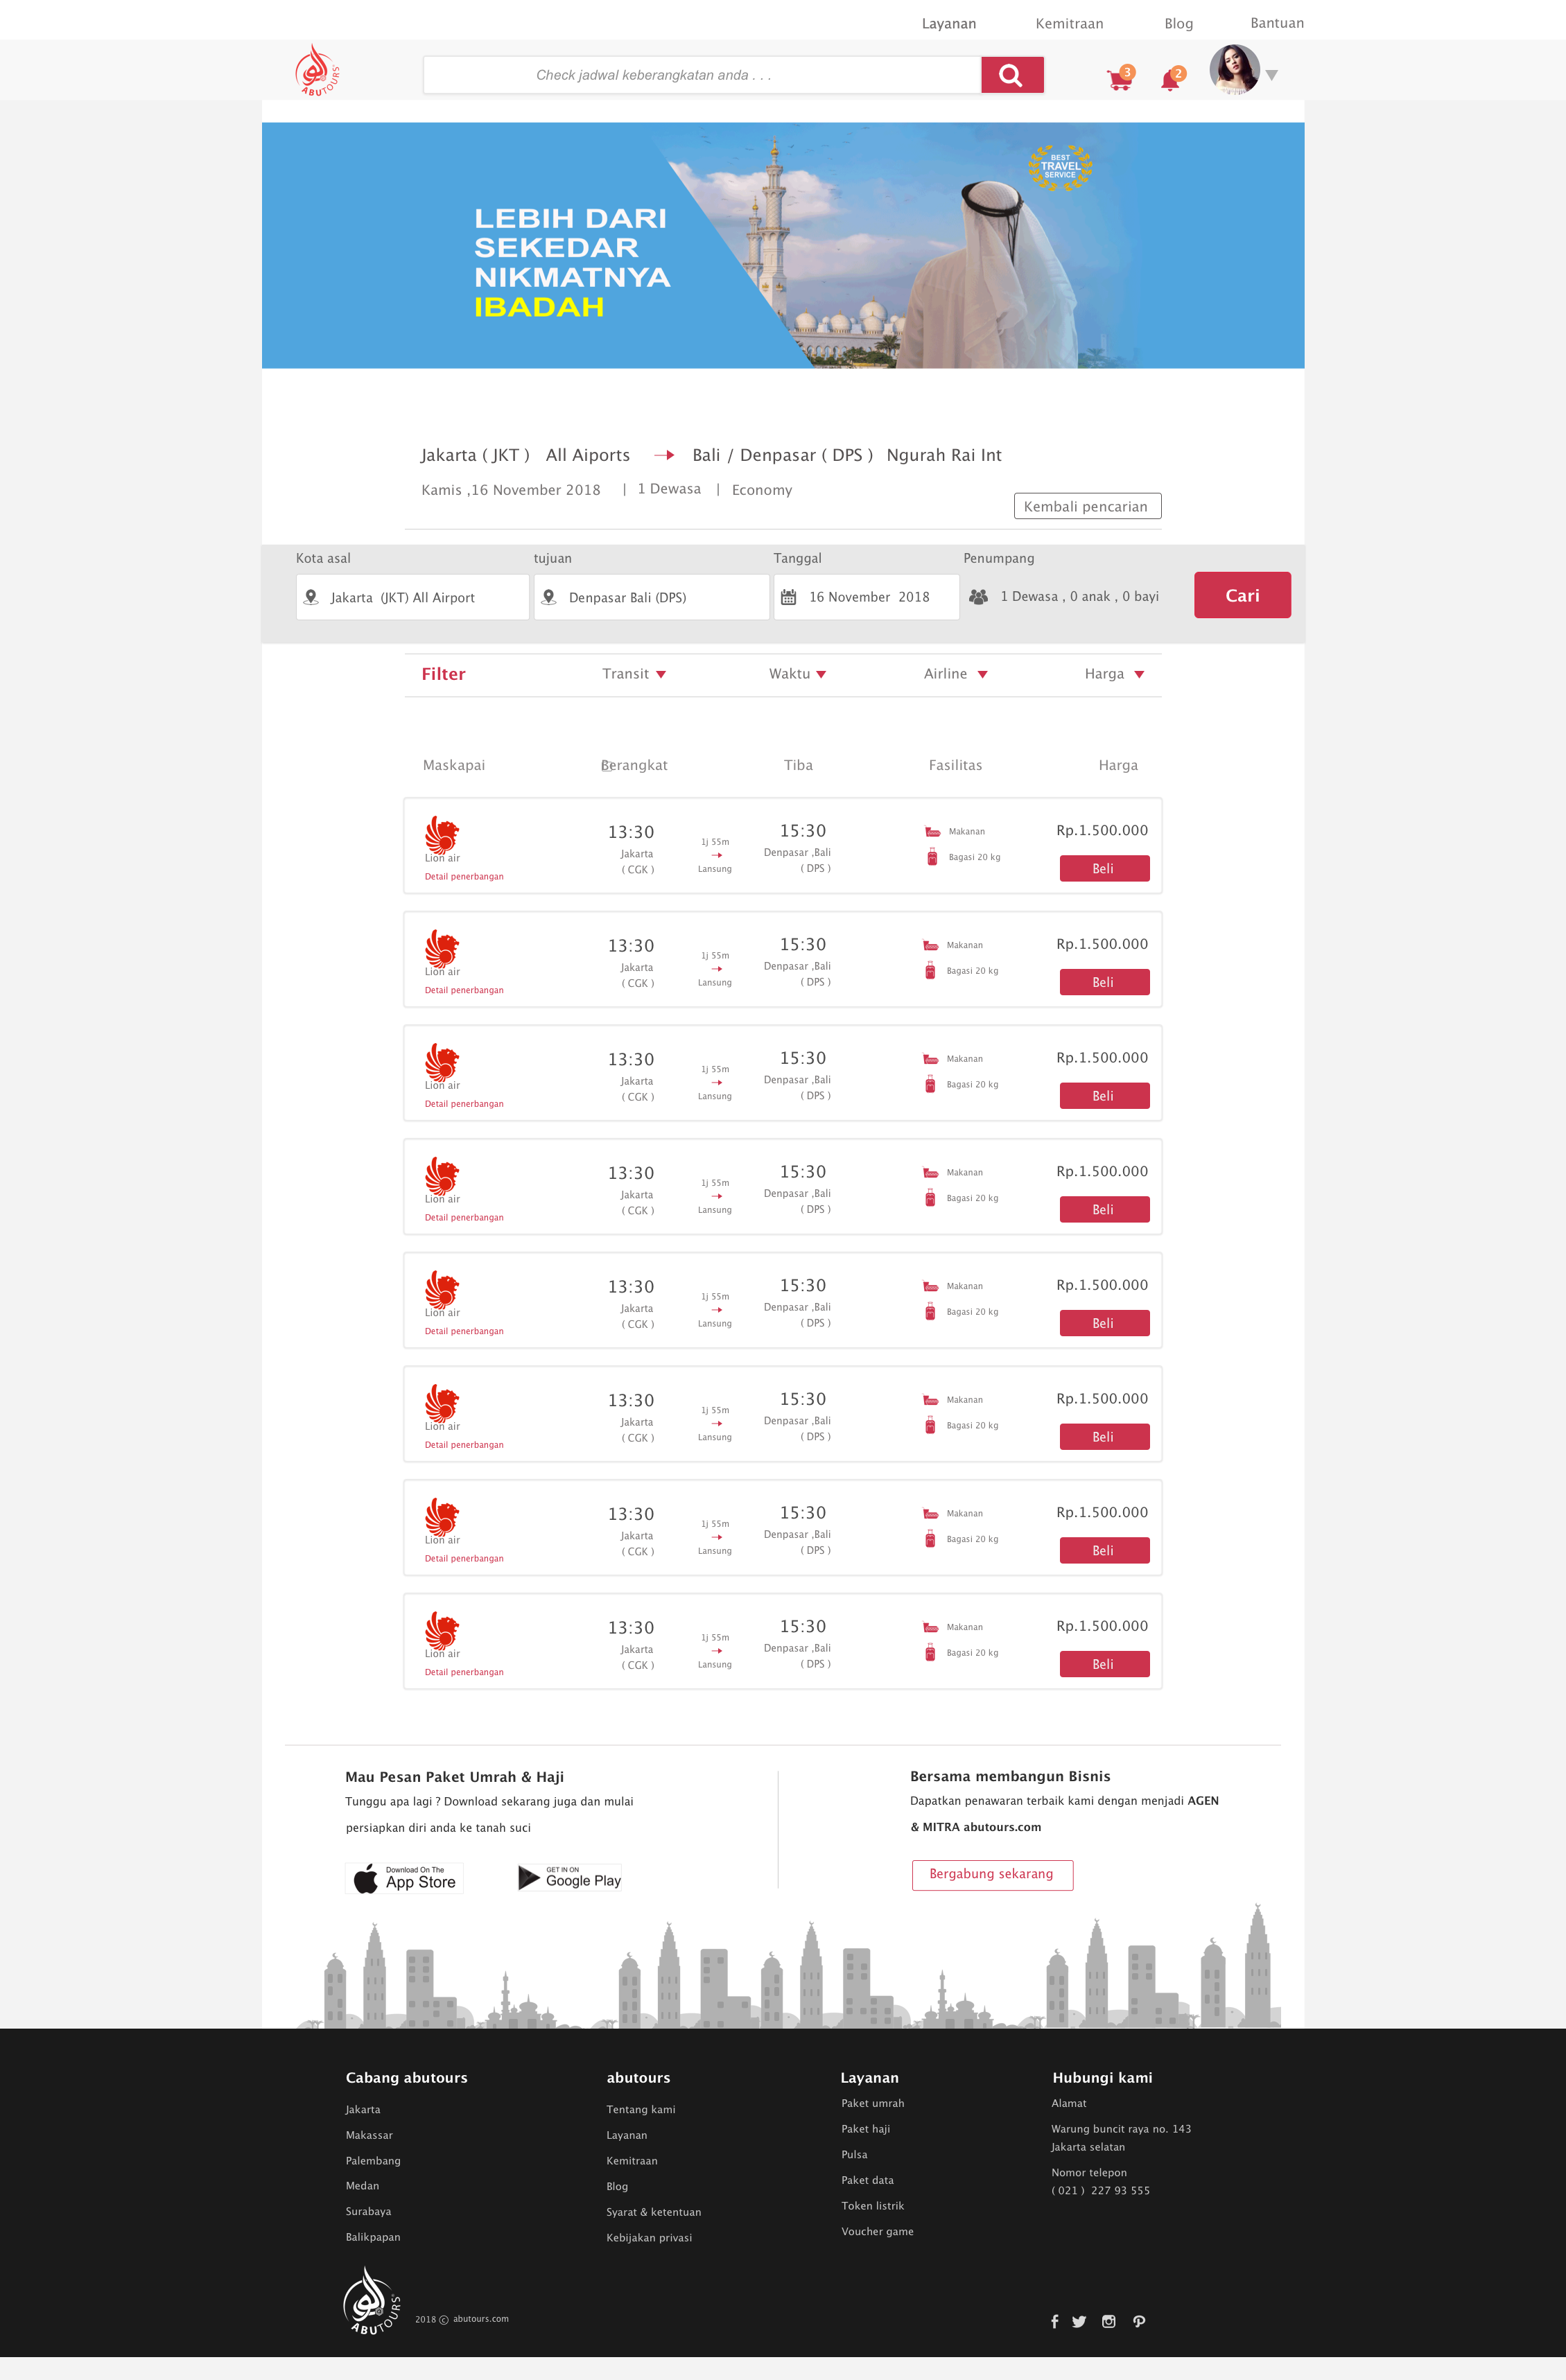 Layanan Kemitraan Blog Bantuan
ABUTOURS
Check jadwal keberangkatan anda . . .
3
2
BEST
TRAVEL
SERVICE
LEBIH DARI
SEKEDAR
NIKMATNYA
IBADAH
Jakarta ( JKT ) All Aiports Bali / Denpasar ( DPS ) Ngurah Rai Int
Kamis ,16 November 2018 | 1 Dewasa | Economy
Kembali pencarian
Kota asal tujuan Tanggal Penumpang
Jakarta (JKT) All Airport Denpasar Bali (DPS) 16 November 2018 1 Dewasa , 0 anak , 0 bayi Cari
Filter Transit Waktu Airline Harga
Maskapai Berangkat Tiba Fasilitas Harga
13:30 15:30 Makanan Rp.1.500.000
1j 55m
Lion air Jakarta Denpasar ,Bali Bagasi 20 kg
Detail penerbangan ( CGK ) Lansung ( DPS ) Beli
13:30 15:30 Makanan Rp.1.500.000
1j 55m
Lion air Jakarta Denpasar ,Bali Bagasi 20 kg
Detail penerbangan ( CGK ) Lansung ( DPS ) Beli
13:30 15:30 Makanan Rp.1.500.000
1j 55m
Lion air Jakarta Denpasar ,Bali Bagasi 20 kg
Detail penerbangan ( CGK ) Lansung ( DPS ) Beli
13:30 15:30 Makanan Rp.1.500.000
1j 55m
Lion air Jakarta Denpasar ,Bali Bagasi 20 kg
Detail penerbangan ( CGK ) Lansung ( DPS ) Beli
13:30 15:30 Makanan Rp.1.500.000
1j 55m
Lion air Jakarta Denpasar ,Bali Bagasi 20 kg
Detail penerbangan ( CGK ) Lansung ( DPS ) Beli
13:30 15:30 Makanan Rp.1.500.000
1j 55m
Lion air Jakarta Denpasar ,Bali Bagasi 20 kg
Detail penerbangan ( CGK ) Lansung ( DPS ) Beli
13:30 15:30 Makanan Rp.1.500.000
1j 55m
Lion air Jakarta Denpasar ,Bali Bagasi 20 kg
Detail penerbangan ( CGK ) Lansung ( DPS ) Beli
13:30 15:30 Makanan Rp.1.500.000
1j 55m
Lion air Jakarta Denpasar ,Bali Bagasi 20 kg
Detail penerbangan ( CGK ) Lansung ( DPS ) Beli
Mau Pesan Paket Umrah & Haji
Tunggu apa lagi ? Download sekarang juga dan mulai
persiapkan diri anda ke tanah suci
Download On The
App Store
GET IN ON
Google Play
Bersama membangun Bisnis
Dapatkan penawaran terbaik kami dengan menjadi AGEN
& MITRA abutours.com
Bergabung sekarang
Cabang abutours
Jakarta
Makassar
Palembang
Medan
Surabaya
Balikpapan
abutours
Tentang kami
Layanan
Kemitraan
Blog
Syarat & ketentuan
Kebijakan privasi
Layanan
Paket umrah
Paket haji
Pulsa
Paket data
Token listrik
Voucher game
Hubungi kami
Alamat
Warung buncit raya no. 143
Jakarta selatan
Nomor telepon
( 021 ) 227 93 555
ABUTOURS
2018 © abutours.com